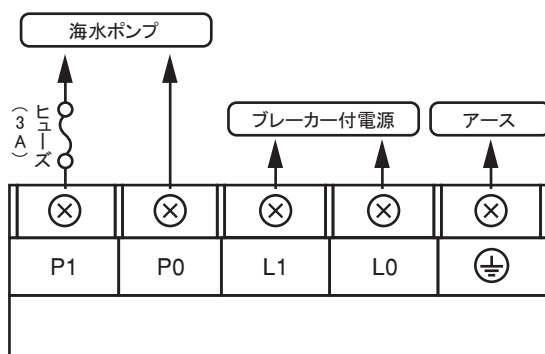 海水ポンプ
ヒューズ
（3A）
ブレーカー付電源
アース
P1
P0
L1
L0